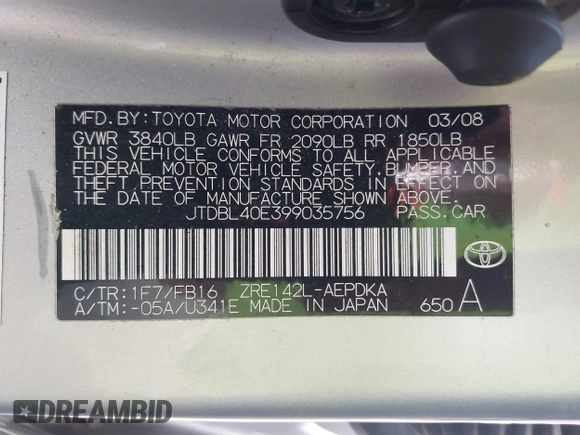 MFD. BY: TOYOTA MOTOR CORPORATION 03/08
GVWR 3840LB GAWR FR 2090LB RR 1850LB
THIS VEHICLE CONFORMS TO ALL APPLICABLE
FEDERAL MOTOR VEHICLE SAFETY, BUMPER, AND
THEFT PREVENTION STANDARDS IN EFFECT ON
THE DATE OF MANUFACTURE SHOWN ABOVE.
JTDBL40E399035756 PASS. CAR
C/TR: 1F7/FB16 ZRE142L-AEPDKA
A/TM: -05A/U341E MADE IN JAPAN 650 A
DREAMBID